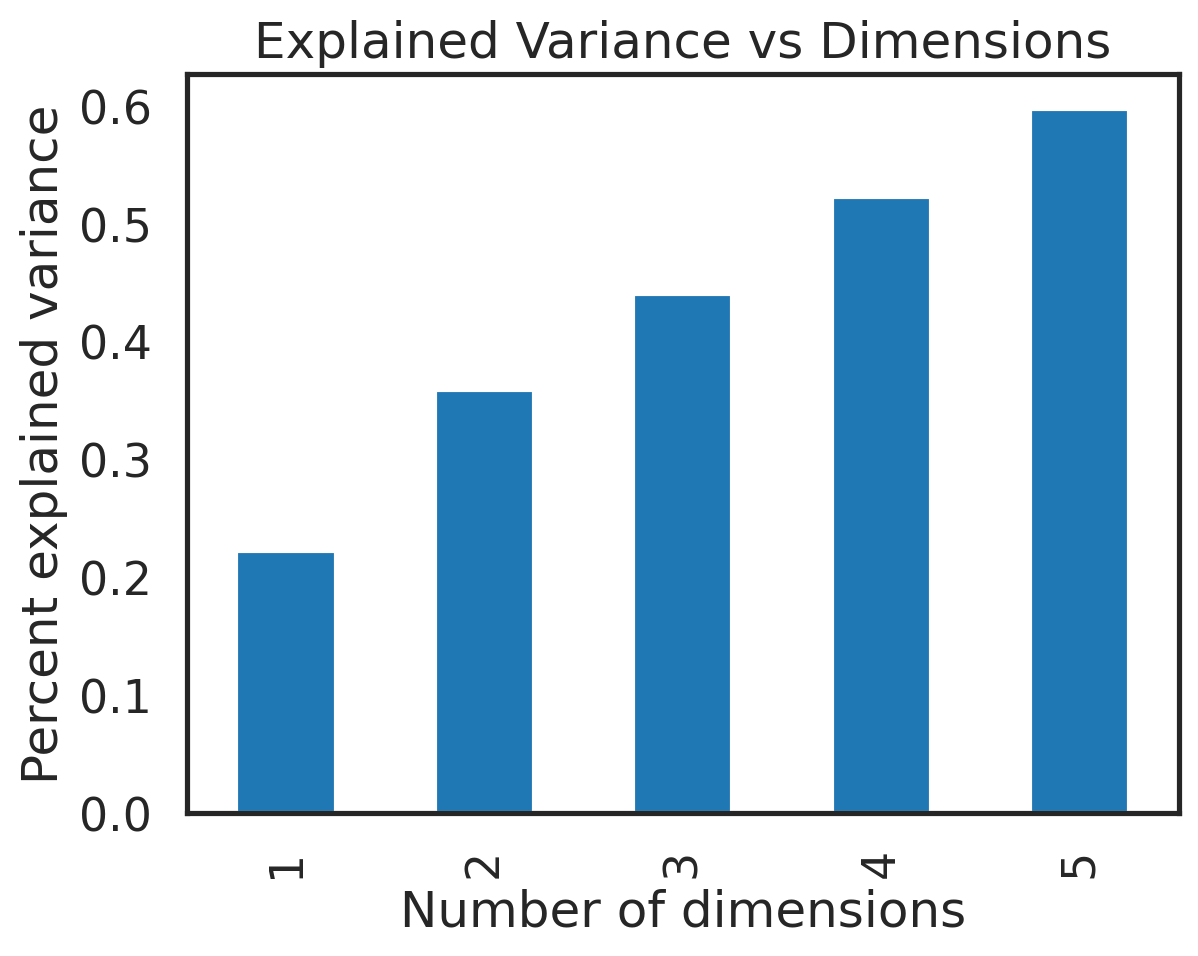 Explained Variance vs Dimensions
Percent explained variance
0.6
0.5
0.4
0.3
0.2
0.1
0.0
1 2 3 4 5
Number of dimensions